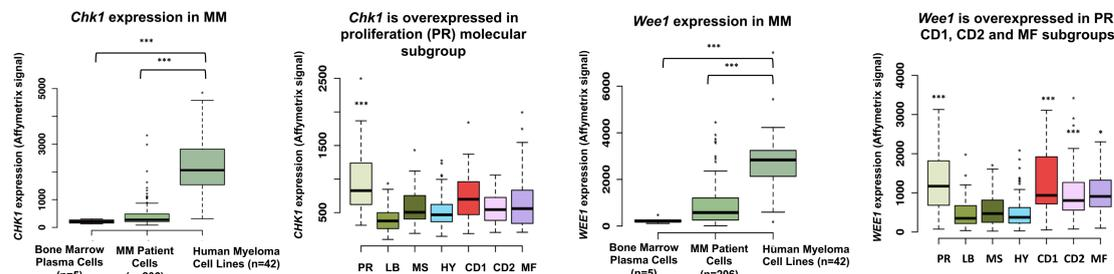 Chk1 expression in MM
***
***
CHK1 expression (Affymetrix signal)
5000
3000
1000
0
Bone Marrow
Plasma Cells
(n=5)
MM Patient
Cells
Human Myeloma
Cell Lines (n=42)
Chk1 is overexpressed in
proliferation (PR) molecular
subgroup
CHK1 expression (Affymetrix signal)
2500
1500
500
***
PR LB MS HY CD1 CD2 MF
Wee1 expression in MM
***
***
WEE1 expression (Affymetrix signal)
6000
4000
2000
0
Bone Marrow
Plasma Cells
(n=5)
MM Patient
Cells
(n=206)
Human Myeloma
Cell Lines (n=42)
Wee1 is overexpressed in PR
CD1, CD2 and MF subgroups
WEE1 expression (Affymetrix signal)
4000
3000
2000
1000
0
***
***
***
*
PR LB MS HY CD1 CD2 MF